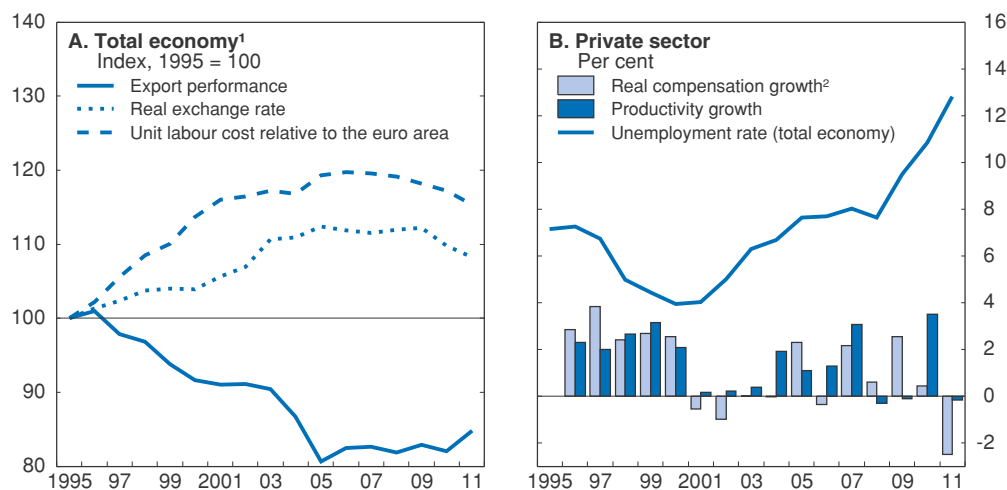 A. Total economy¹
Index, 1995 = 100
Export performance
Real exchange rate
Unit labour cost relative to the euro area
140
130
120
110
100
90
80
1995 97 99 2001 03 05 07 09 11
B. Private sector
Per cent
Real compensation growth²
Productivity growth
Unemployment rate (total economy)
16
14
12
10
8
6
4
2
0
-2
1995 97 99 2001 03 05 07 09 11